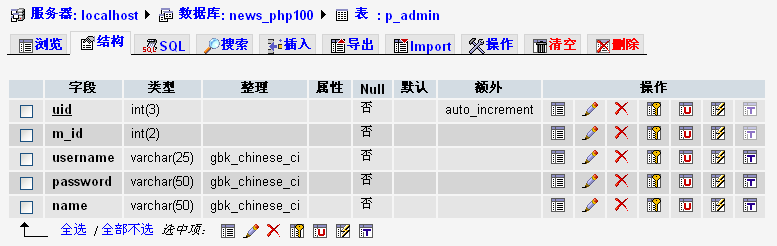 服务器: localhost ▸ 数据库: news_php100 ▸ 表 : p_admin
浏览 结构 SQL 搜索 插入 导出 Import 操作 清空 删除
字段 类型 整理 属性 Null 默认 额外 操作
uid int(3) 否 auto_increment
m_id int(2) 否
username varchar(25) gbk_chinese_ci 否
password varchar(50) gbk_chinese_ci 否
name varchar(50) gbk_chinese_ci 否
全选 / 全部不选 选中项: